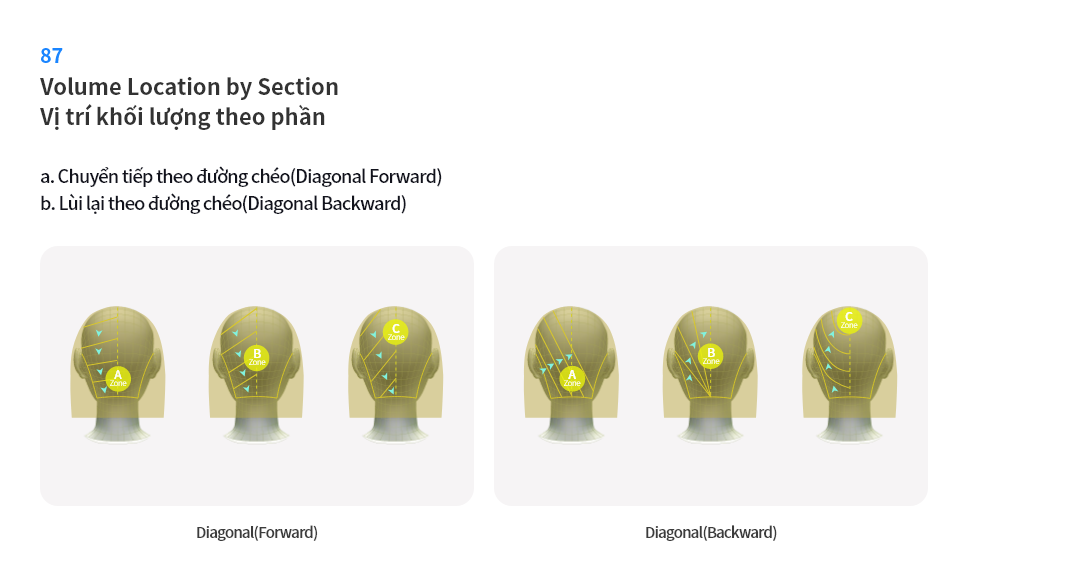 87
Volume Location by Section
Vị trí khối lượng theo phần
a. Chuyển tiếp theo đường chéo(Diagonal Forward)
b. Lùi lại theo đường chéo(Diagonal Backward)
A
Zone
B
Zone
C
Zone
A
Zone
B
Zone
C
Zone
Diagonal(Forward)
Diagonal(Backward)